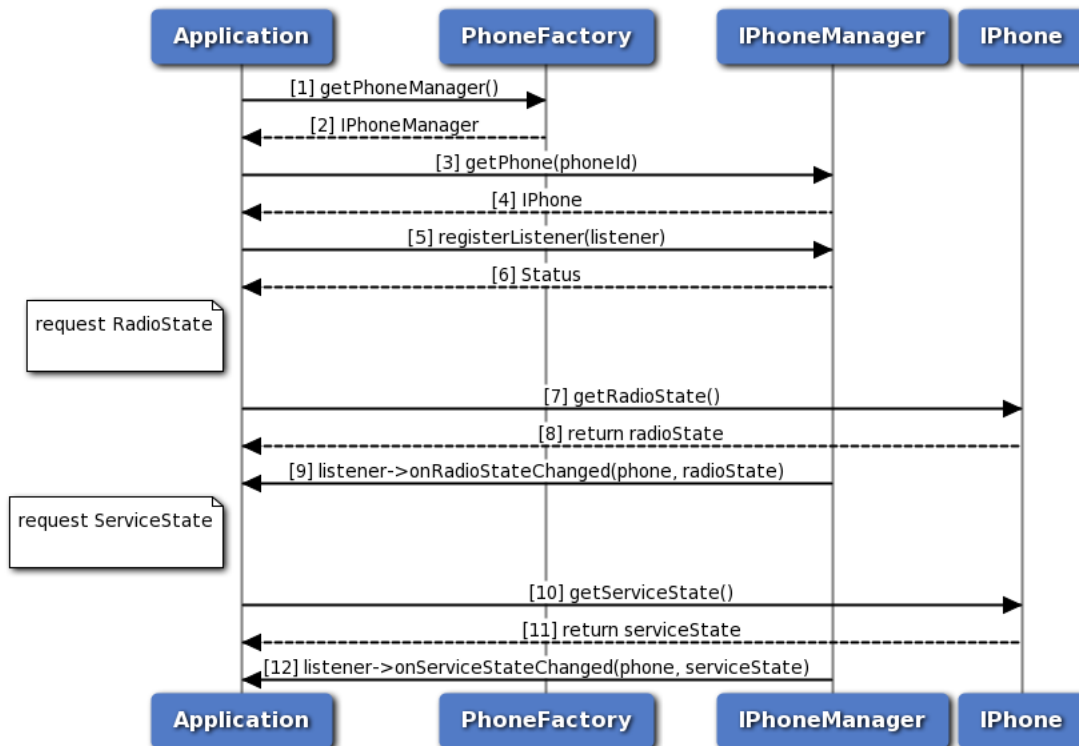 Application
PhoneFactory
IPhoneManager
IPhone
[1] getPhoneManager()
[2] IPhoneManager
[3] getPhone(phoneId)
[4] IPhone
[5] registerListener(listener)
[6] Status
request RadioState
[7] getRadioState()
[8] return radioState
[9] listener->onRadioStateChanged(phone, radioState)
request ServiceState
[10] getServiceState()
[11] return serviceState
[12] listener->onServiceStateChanged(phone, serviceState)
Application
PhoneFactory
IPhoneManager
IPhone